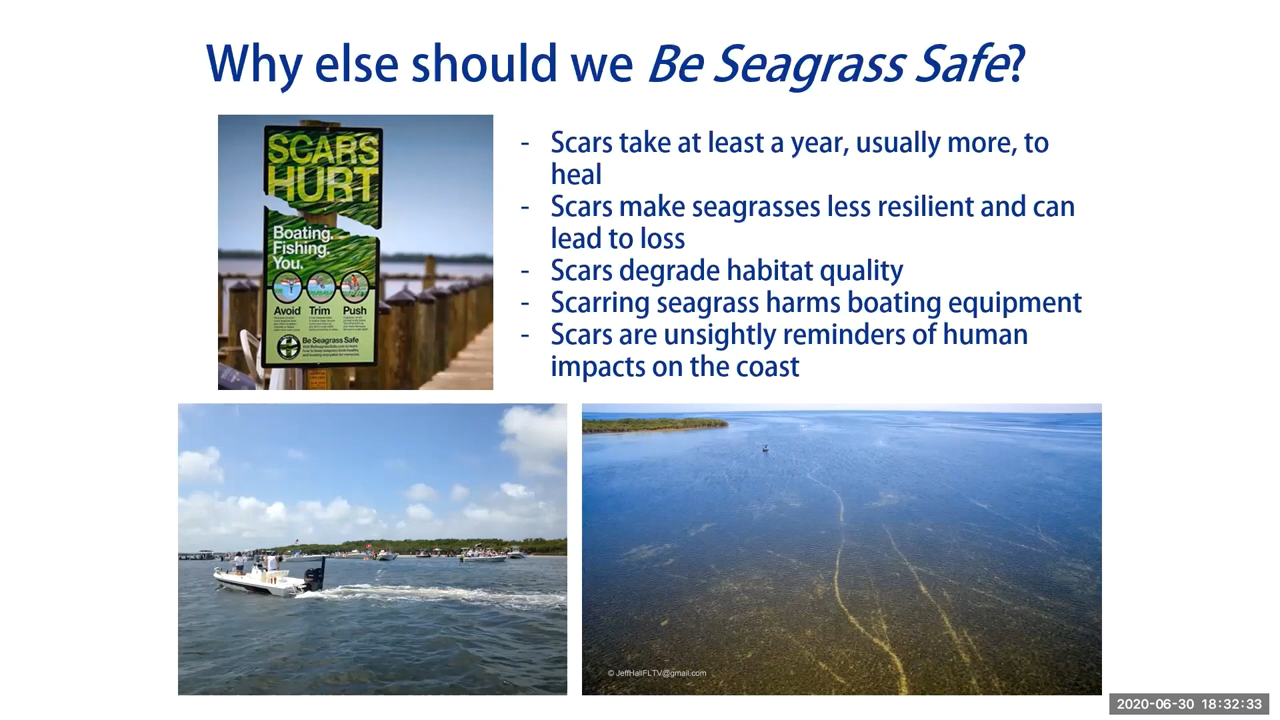 Why else should we Be Seagrass Safe?
SCARS
HURT
Boating.
Fishing.
You.
Avoid Trim Push
Be Seagrass Safe
- Scars take at least a year, usually more, to
heal
- Scars make seagrasses less resilient and can
lead to loss
- Scars degrade habitat quality
- Scarring seagrass harms boating equipment
- Scars are unsightly reminders of human
impacts on the coast
© JeffHallFLTV@gmail.com
2020-06-30 18:32:33